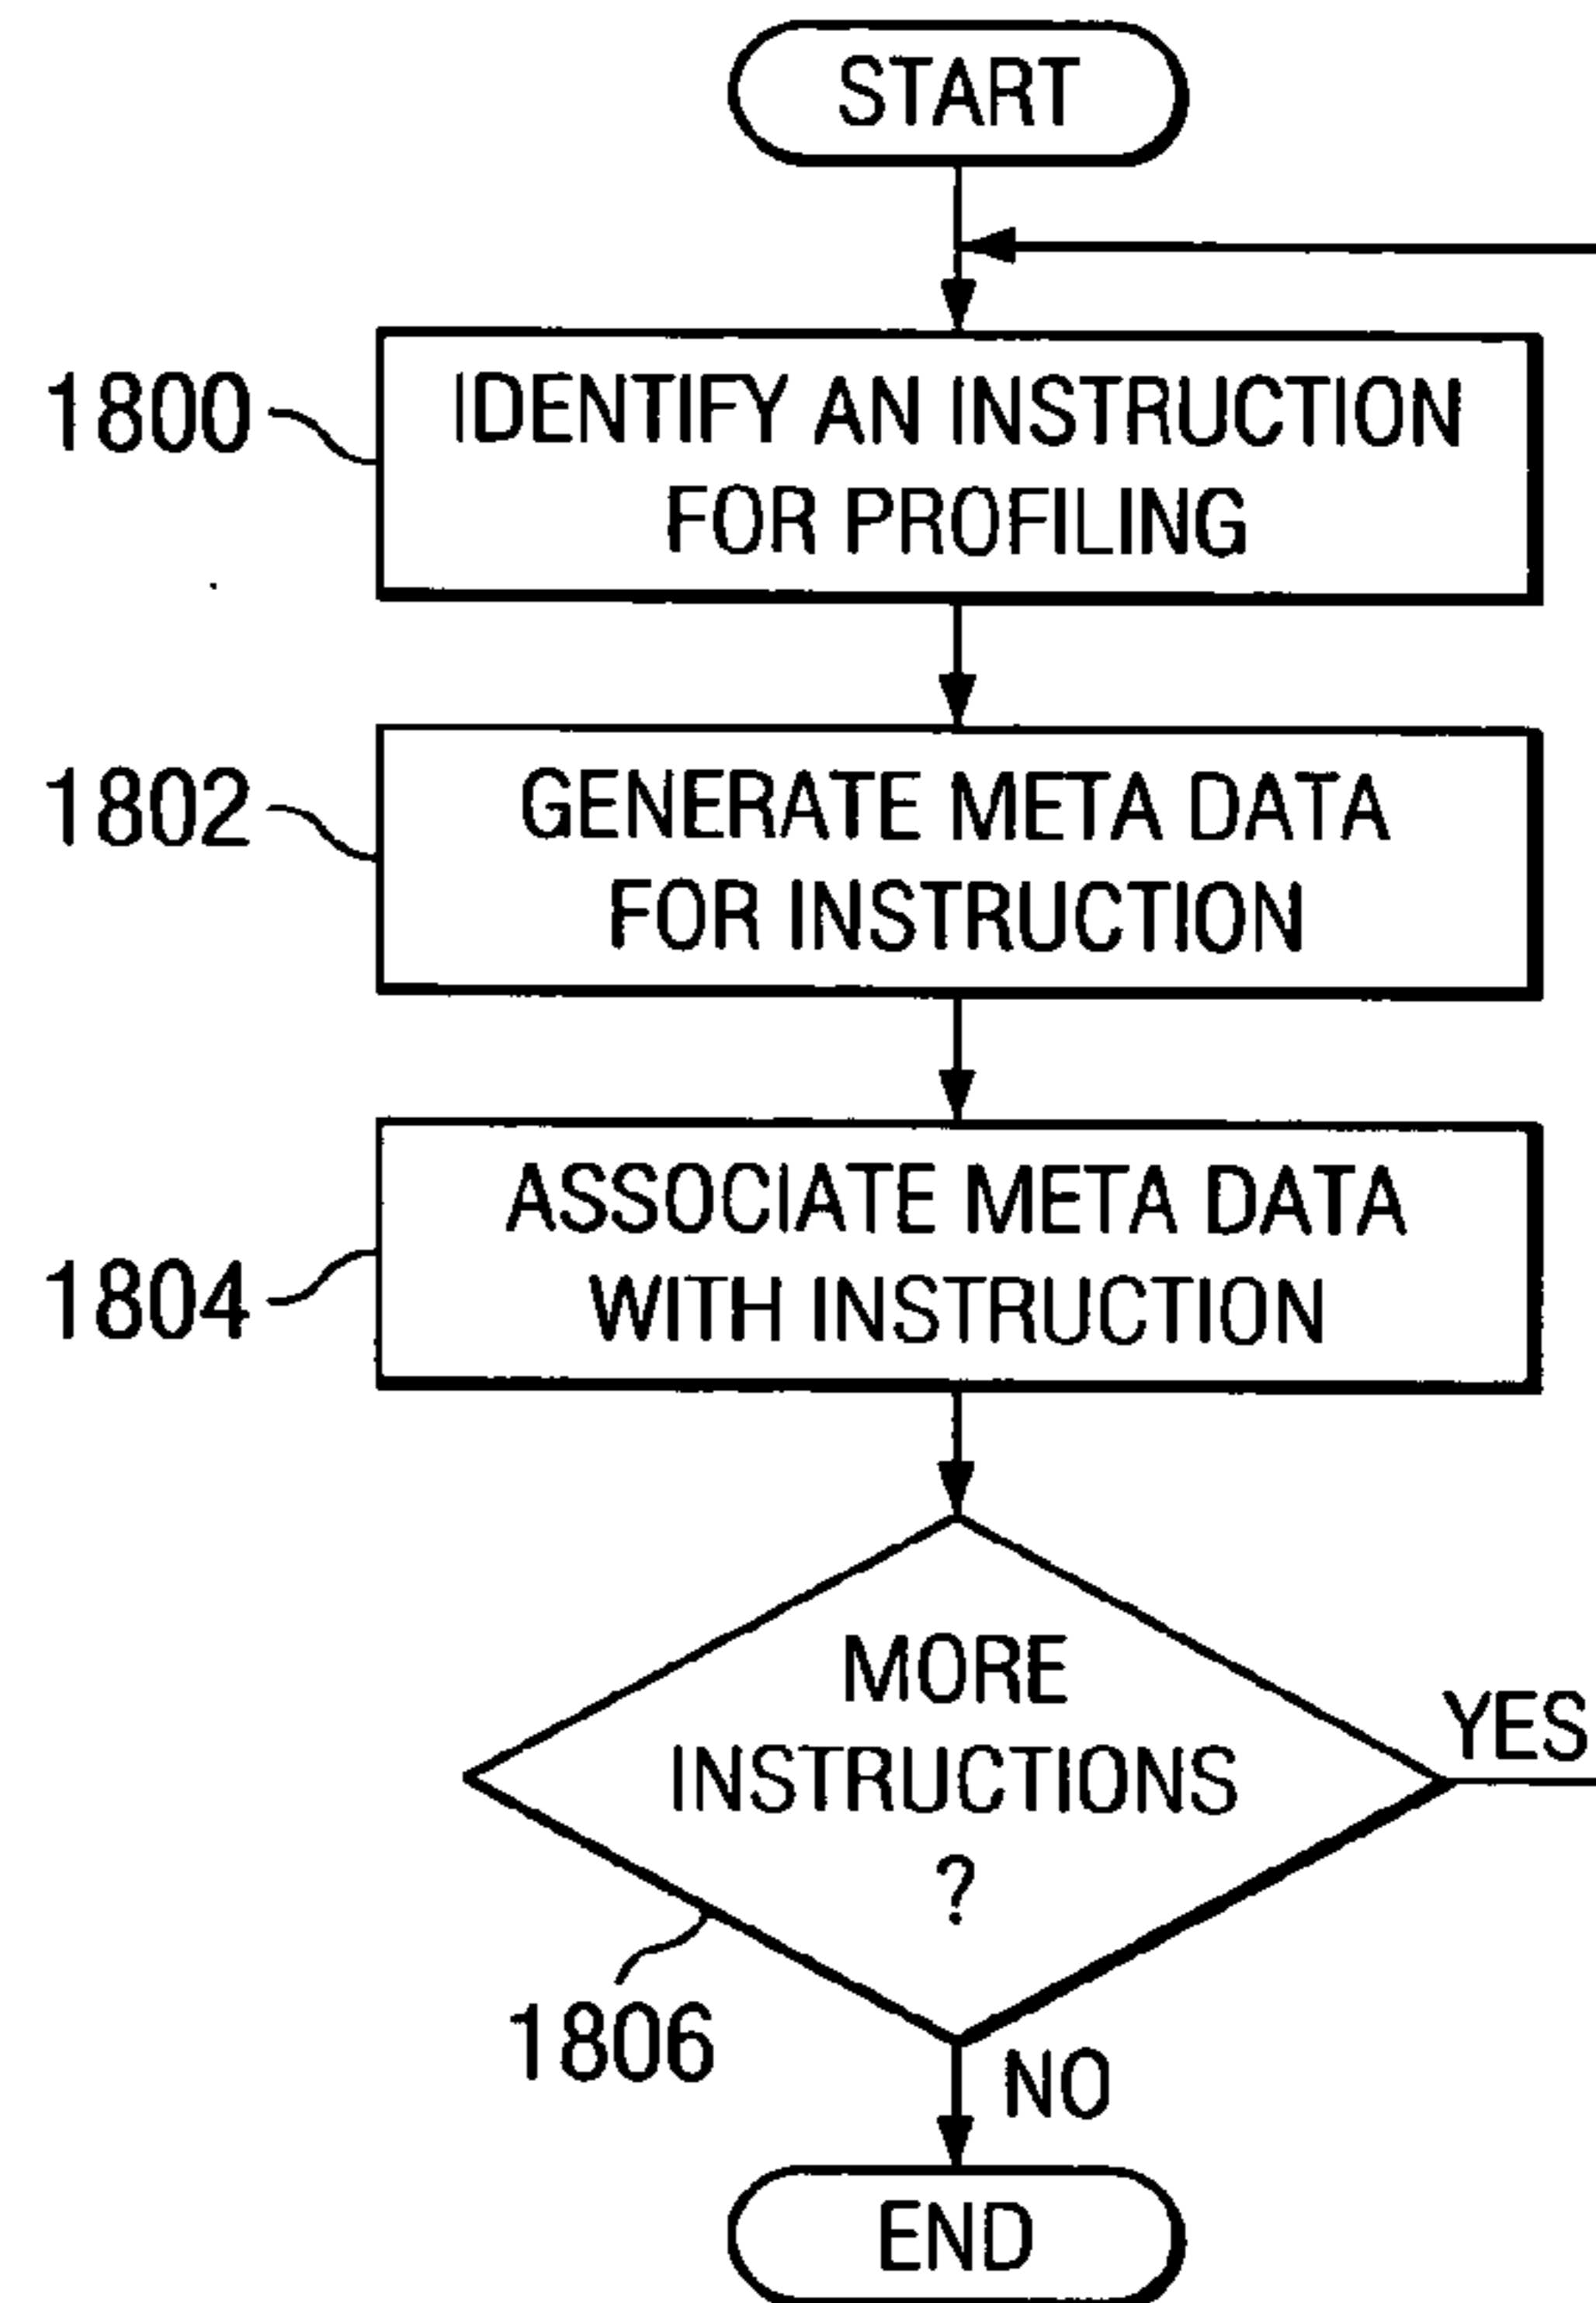 START
1800
IDENTIFY AN INSTRUCTION
FOR PROFILING
1802
GENERATE META DATA
FOR INSTRUCTION
1804
ASSOCIATE META DATA
WITH INSTRUCTION
MORE
INSTRUCTIONS
?
YES
1806
NO
END